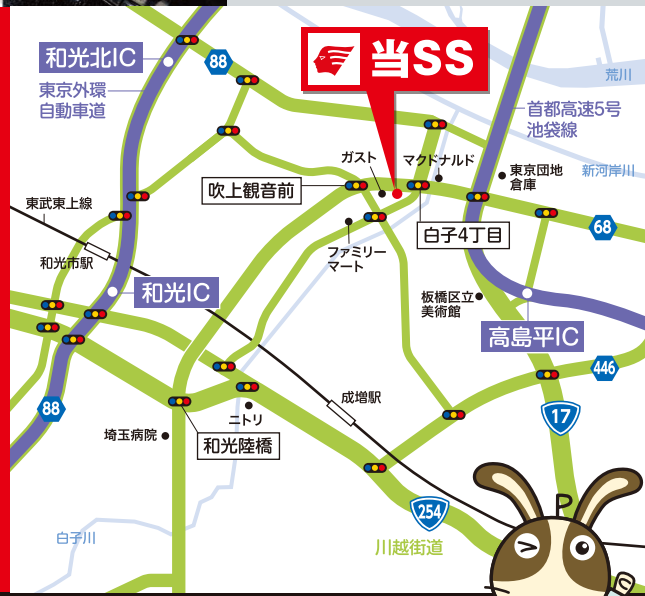 和光北IC
東京外環
自動車道
88
当SS
荒川
首都高速5号
池袋線
ガスト
マクドナルド
東京団地
倉庫
新河岸川
吹上観音前
東武東上線
白子4丁目
68
ファミリー
マート
和光市駅
和光IC
板橋区立
美術館
高島平IC
446
成増駅
88
ニトリ
17
埼玉病院
和光陸橋
254
白子川
川越街道
P